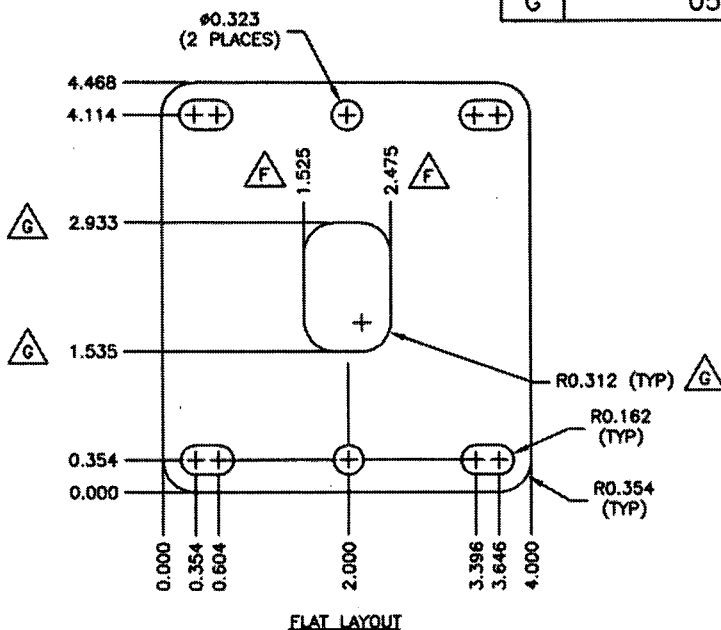 G 05
ø0.323
(2 PLACES)
4.468
4.114
F 1.525 2.475 F
G 2.933
G 1.535
R0.312 (TYP) G
R0.162
(TYP)
0.354
0.000
R0.354
(TYP)
0.000 0.354 0.604 2.000 3.396 3.646 4.000
FLAT LAYOUT